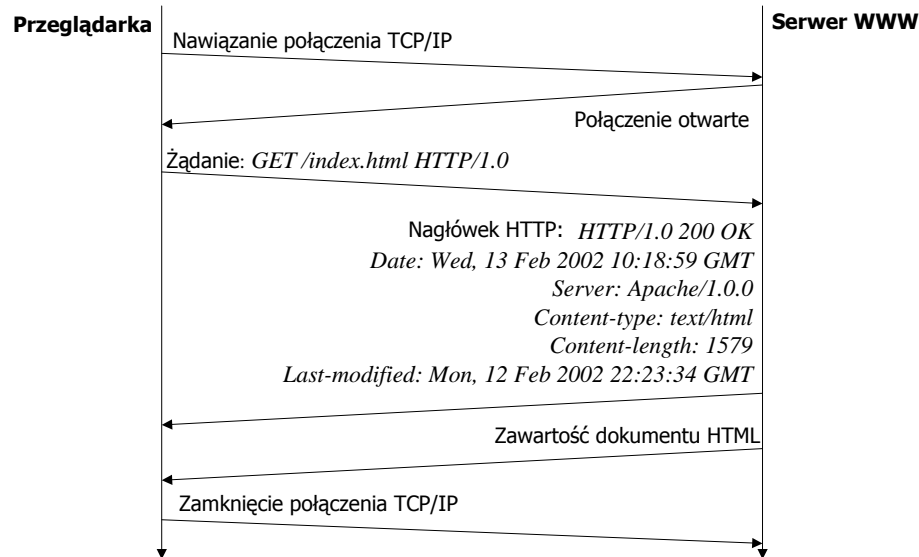 Przeglądarka
Serwer WWW
Nawiązanie połączenia TCP/IP
Połączenie otwarte
Żądanie: GET /index.html HTTP/1.0
Nagłówek HTTP: HTTP/1.0 200 OK
Date: Wed, 13 Feb 2002 10:18:59 GMT
Server: Apache/1.0.0
Content-type: text/html
Content-length: 1579
Last-modified: Mon, 12 Feb 2002 22:23:34 GMT
Zawartość dokumentu HTML
Zamknięcie połączenia TCP/IP